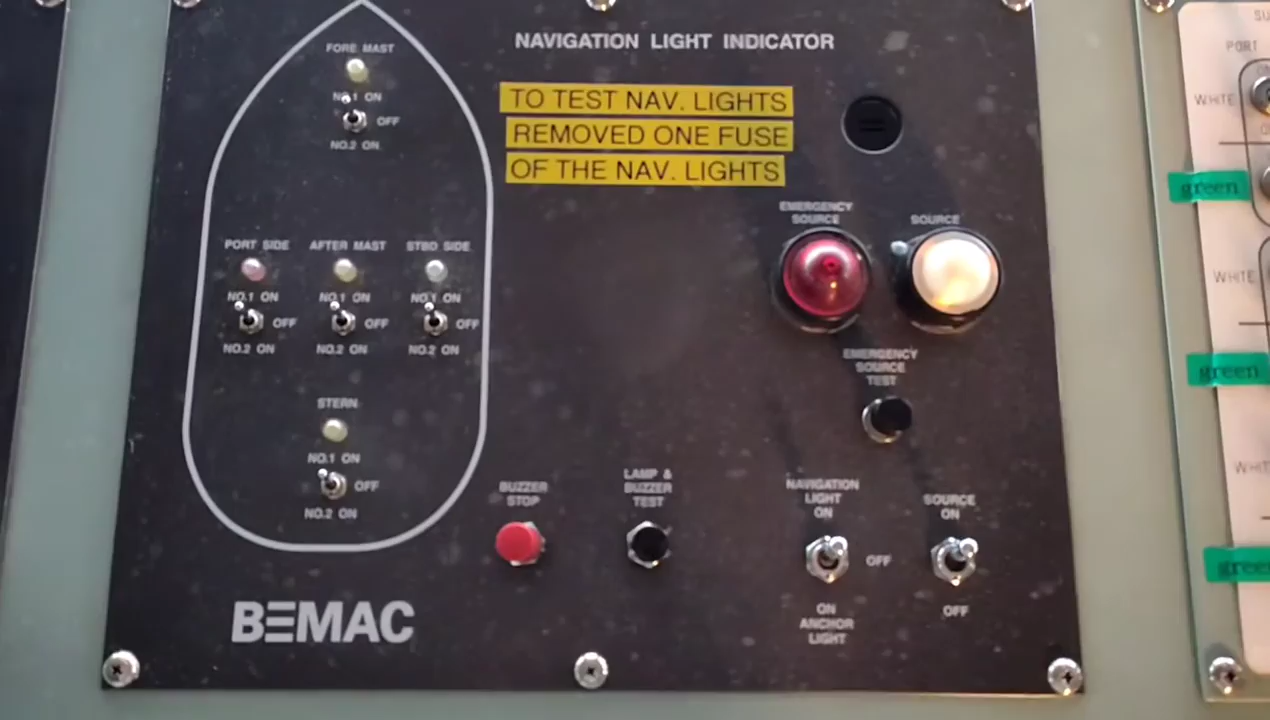 NAVIGATION LIGHT INDICATOR
TO TEST NAV. LIGHTS
REMOVED ONE FUSE
OF THE NAV. LIGHTS
FORE MAST
NO.1 ON
OFF
NO.2 ON
PORT SIDE
NO.1 ON
OFF
NO.2 ON
AFTER MAST
NO.1 ON
OFF
NO.2 ON
STBD SIDE
NO.1 ON
OFF
NO.2 ON
STERN
NO.1 ON
OFF
NO.2 ON
EMERGENCY
SOURCE
SOURCE
EMERGENCY
SOURCE
TEST
BUZZER
STOP
LAMP &
BUZZER
TEST
NAVIGATION
LIGHT
ON
OFF
ON
ANCHOR
LIGHT
SOURCE
ON
OFF
BEMAC
PORT
WHITE
green
WHITE
green
green